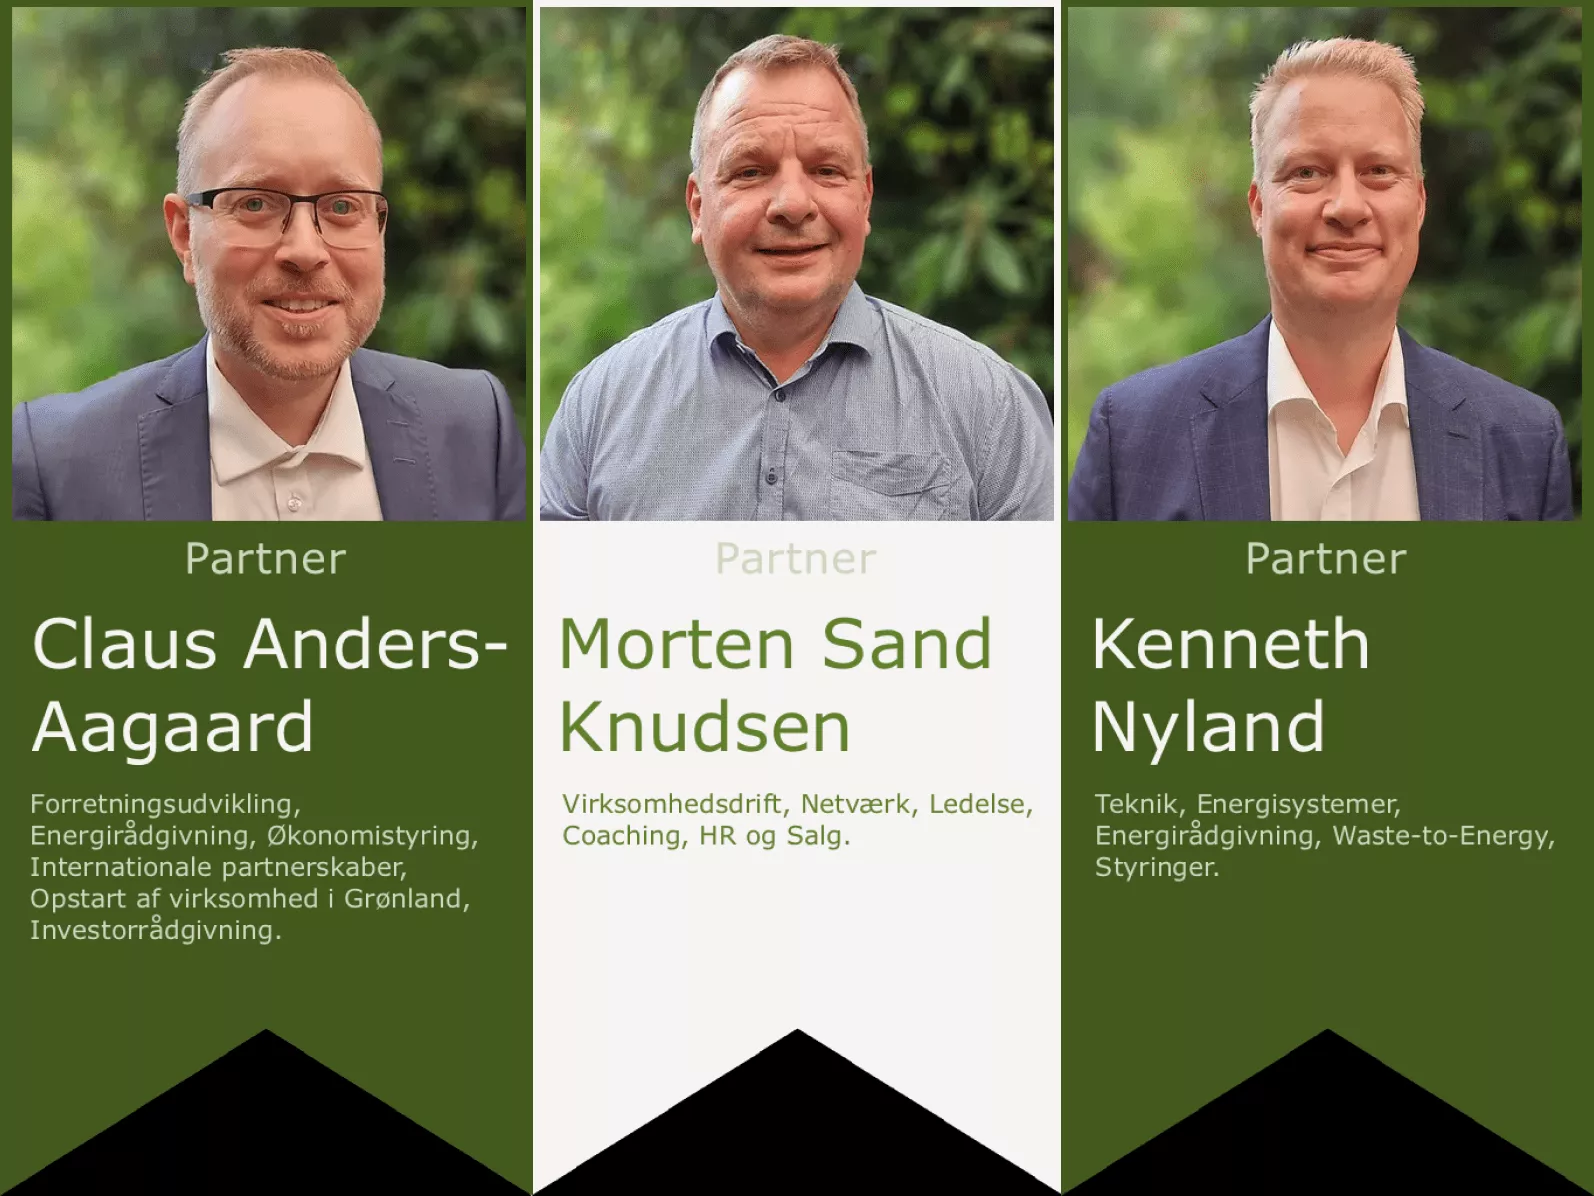 Partner
Claus Anders-
Aagaard
Forretningsudvikling,
Energirådgivning, Økonomistyring,
Internationale partnerskaber,
Opstart af virksomhed i Grønland,
Investorrådgivning.
Partner
Morten Sand
Knudsen
Virksomhedsdrift, Netværk, Ledelse,
Coaching, HR og Salg.
Partner
Kenneth
Nyland
Teknik, Energisystemer,
Energirådgivning, Waste-to-Energy,
Styringer.